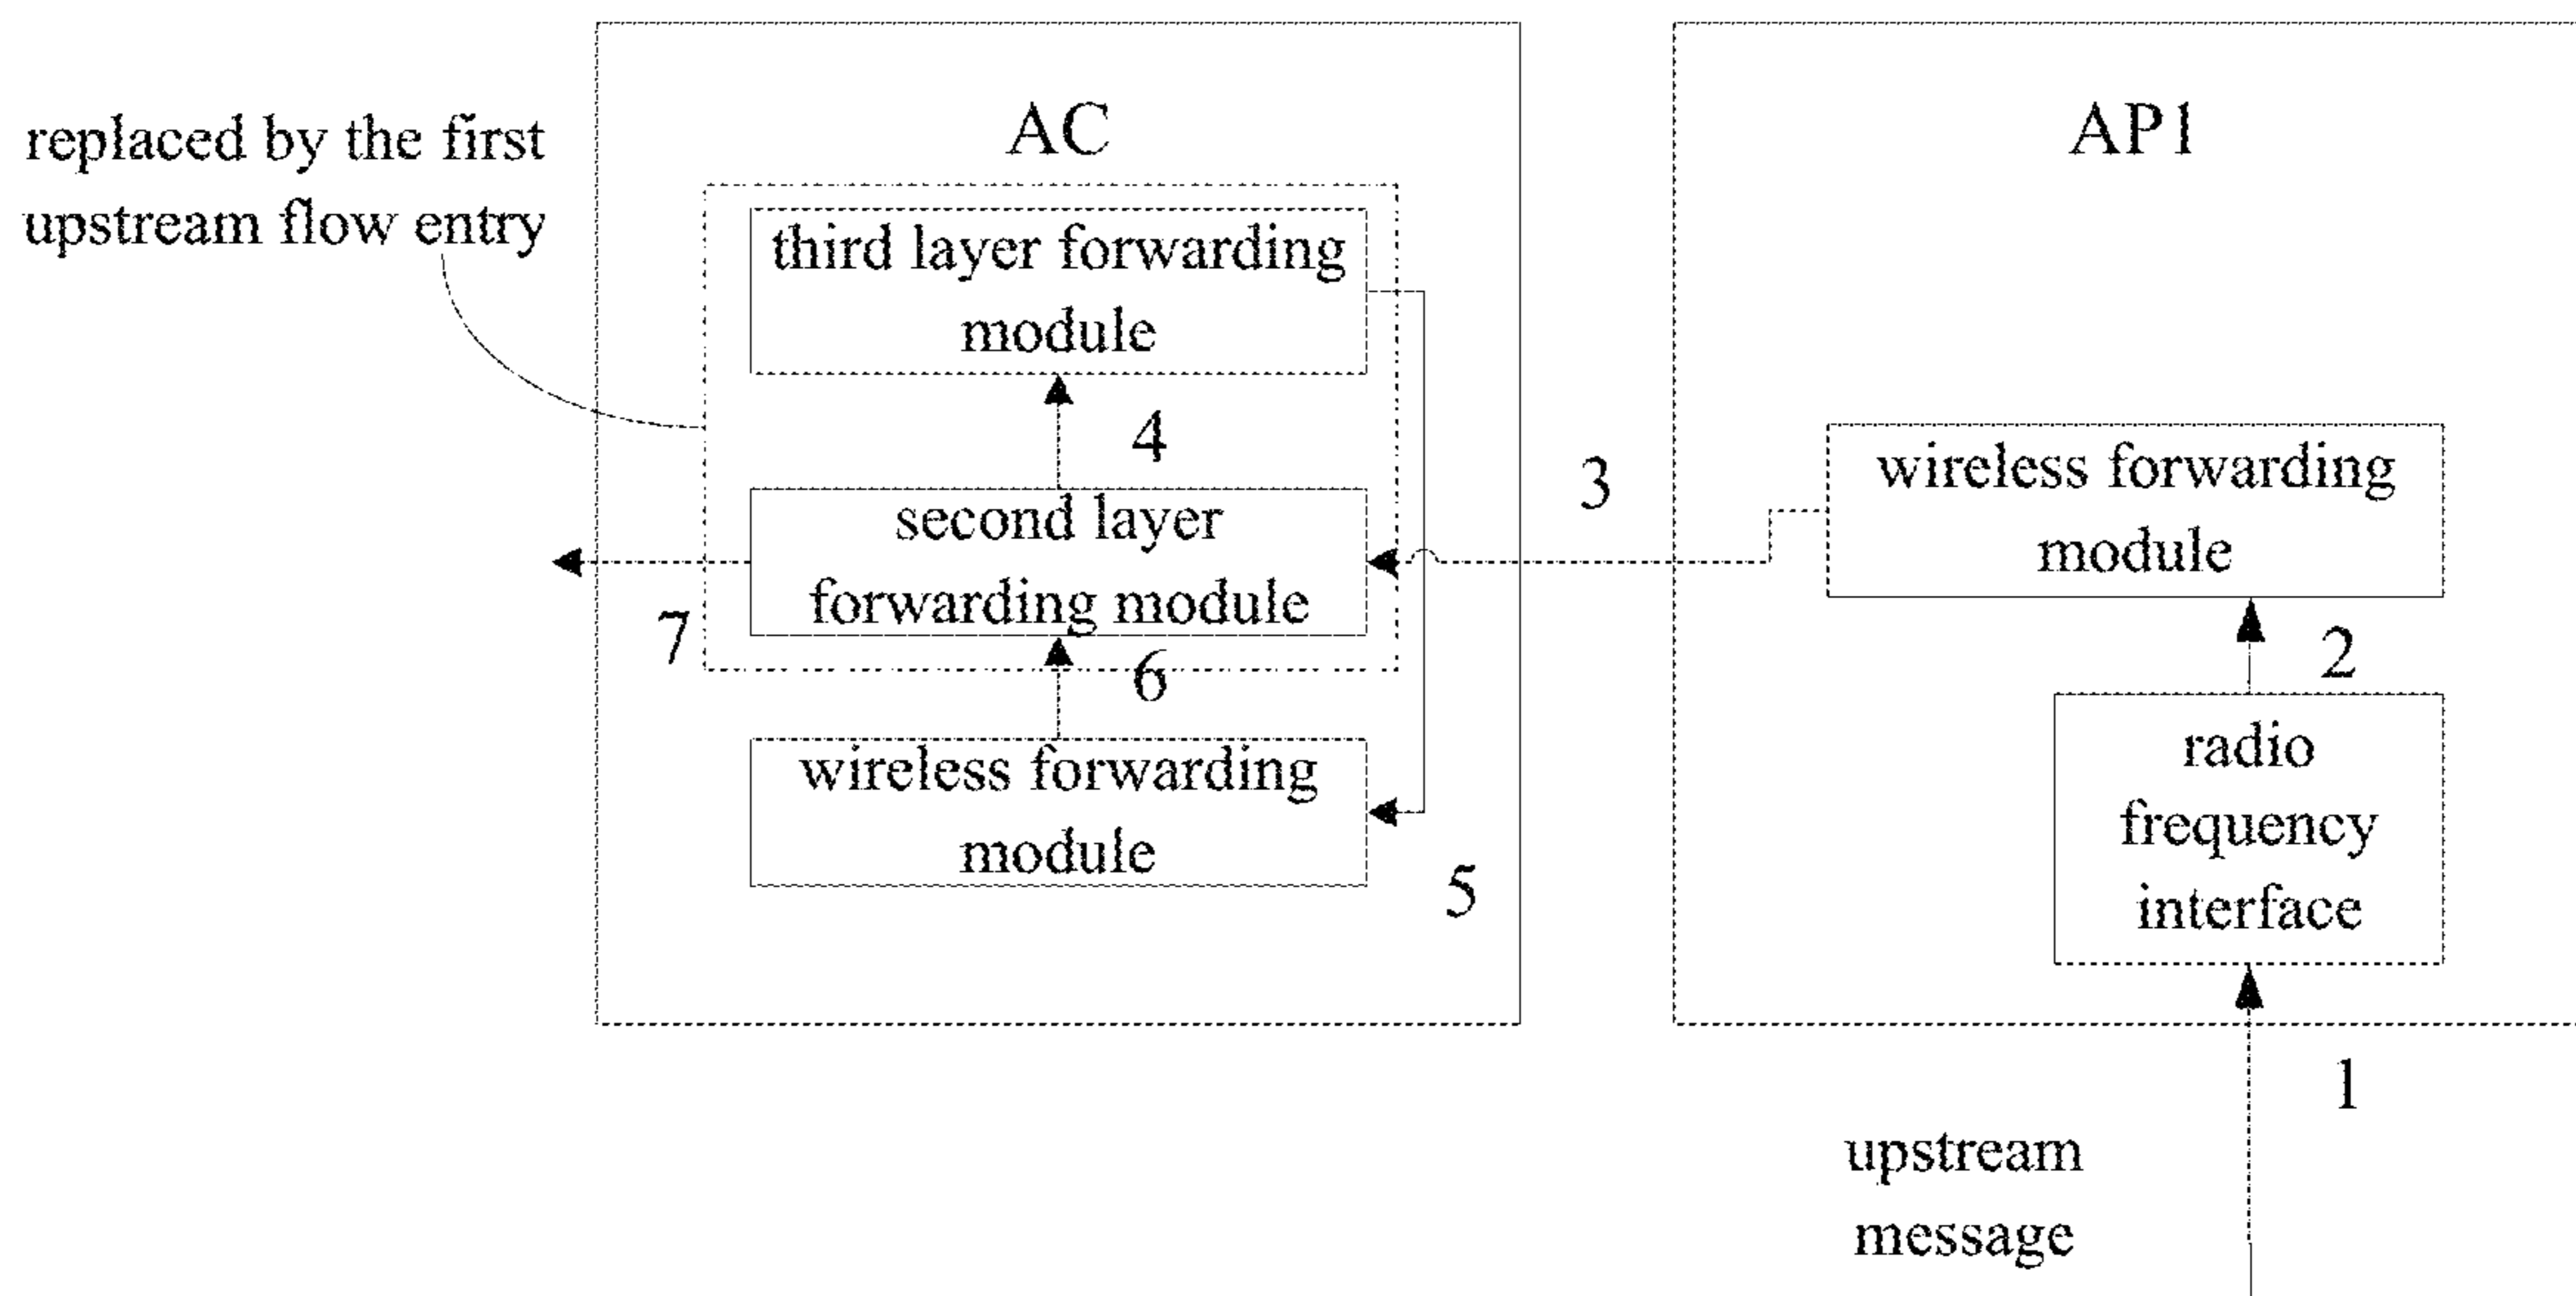 replaced by the first
upstream flow entry
AC
third layer forwarding
module
4
second layer
forwarding module
7
6
wireless forwarding
module
5
3
AP1
wireless forwarding
module
2
radio
frequency
interface
1
upstream
message